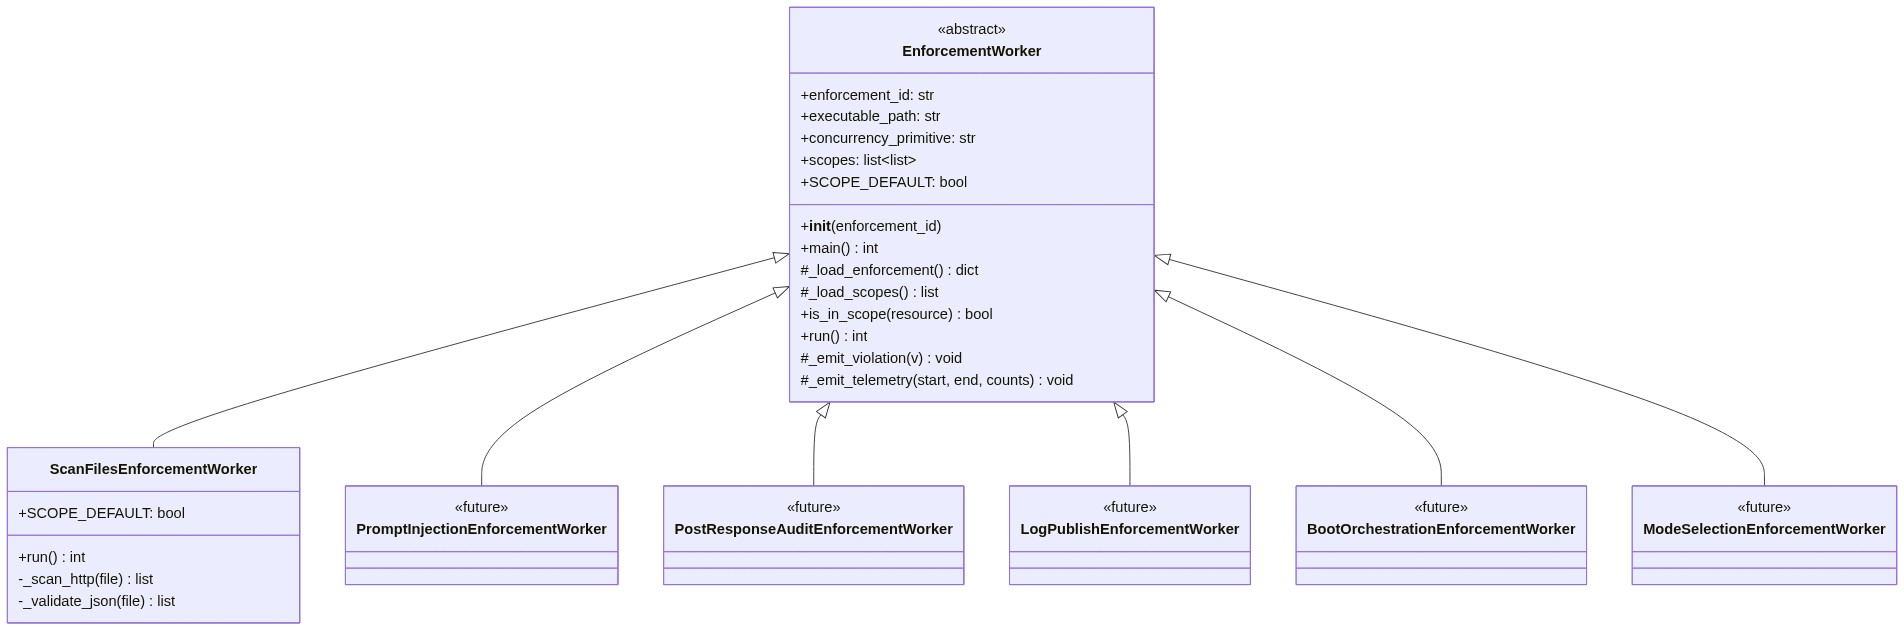 «abstract»
EnforcementWorker
+enforcement_id: str
+executable_path: str
+concurrency_primitive: str
+scopes: list<list>
+SCOPE_DEFAULT: bool
+init(enforcement_id)
+main() : int
#_load_enforcement() : dict
#_load_scopes() : list
+is_in_scope(resource) : bool
+run() : int
#_emit_violation(v) : void
#_emit_telemetry(start, end, counts) : void
ScanFilesEnforcementWorker
+SCOPE_DEFAULT: bool
+run() : int
-_scan_http(file) : list
-_validate_json(file) : list
«future»
PromptInjectionEnforcementWorker
«future»
PostResponseAuditEnforcementWorker
«future»
LogPublishEnforcementWorker
«future»
BootOrchestrationEnforcementWorker
«future»
ModeSelectionEnforcementWorker